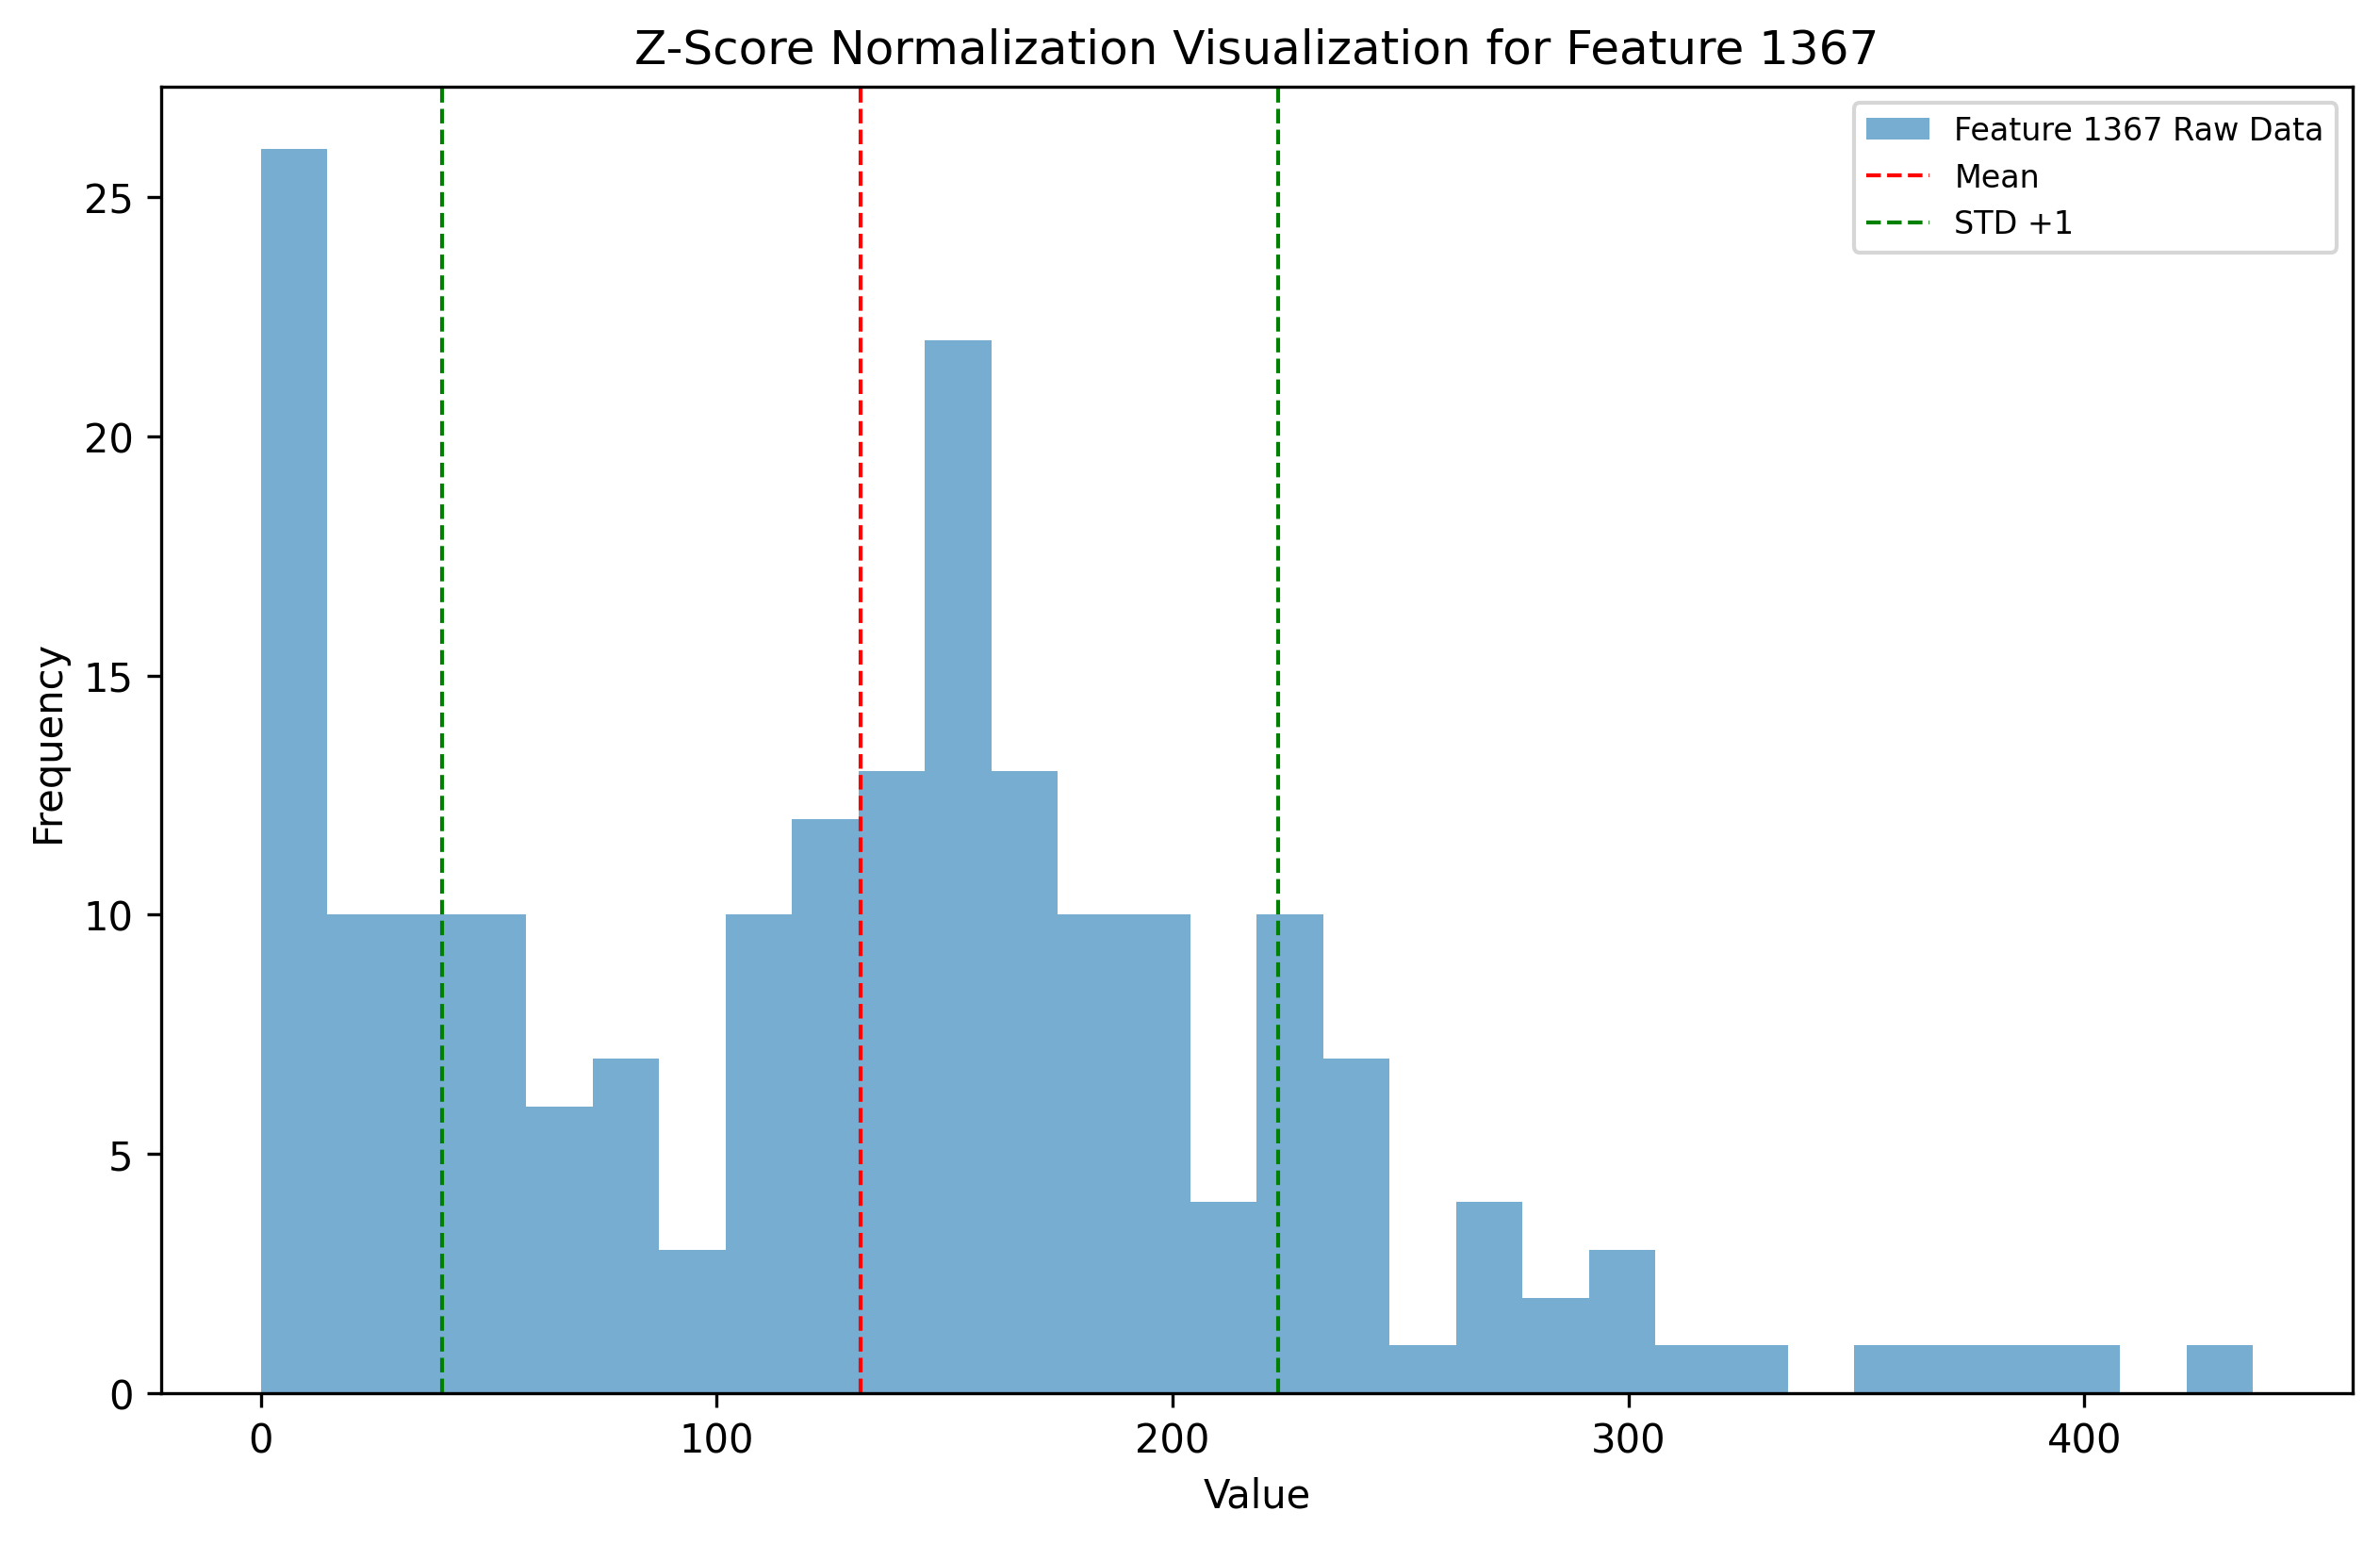 Z-Score Normalization Visualization for Feature 1367
Feature 1367 Raw Data
Mean
STD +1
25
20
15
10
5
0
Frequency
0 100 200 300 400
Value